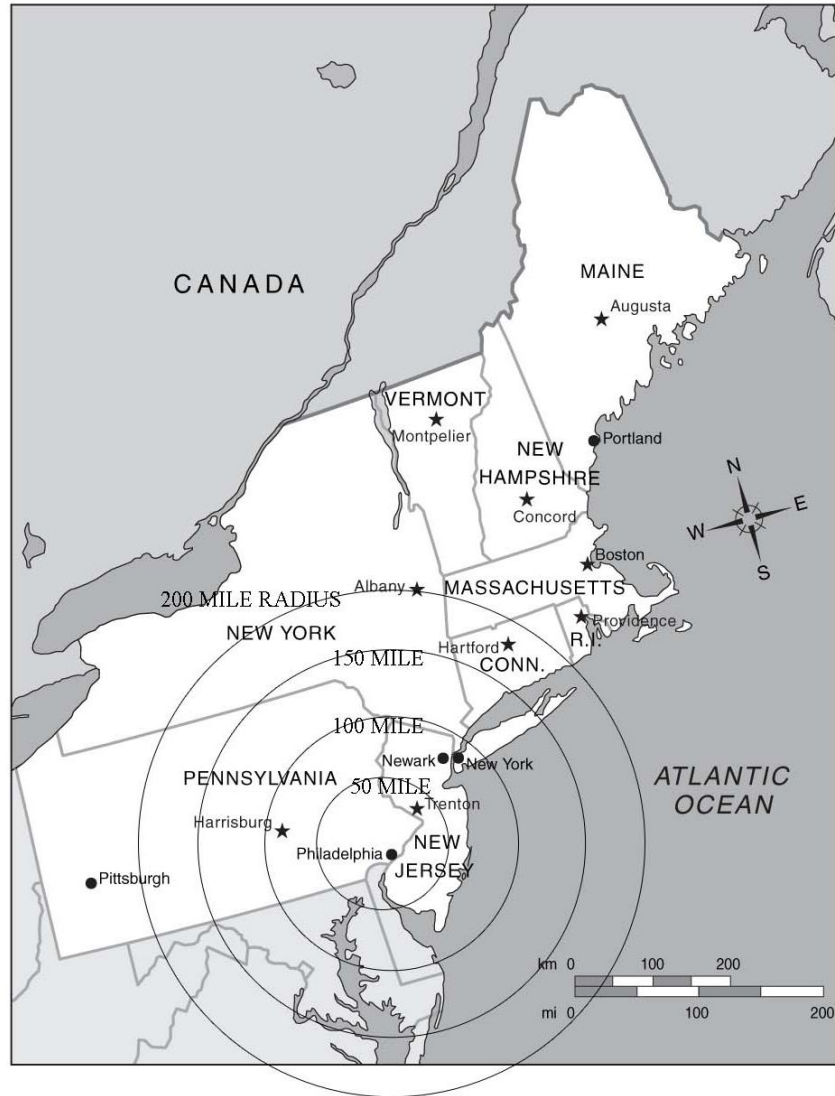 CANADA
MAINE
Augusta
VERMONT
Montpelier
NEW
HAMPSHIRE
Concord
Portland
N
E
W
S
Boston
MASSACHUSETTS
Albany
200 MILE RADIUS
NEW YORK
Providence
R.I.
Hartford
CONN.
150 MILE
100 MILE
Newark
New York
PENNSYLVANIA
50 MILE
Trenton
ATLANTIC
OCEAN
Harrisburg
Philadelphia
NEW
JERSEY
Pittsburgh
km 0 100 200
mi 0 100 200